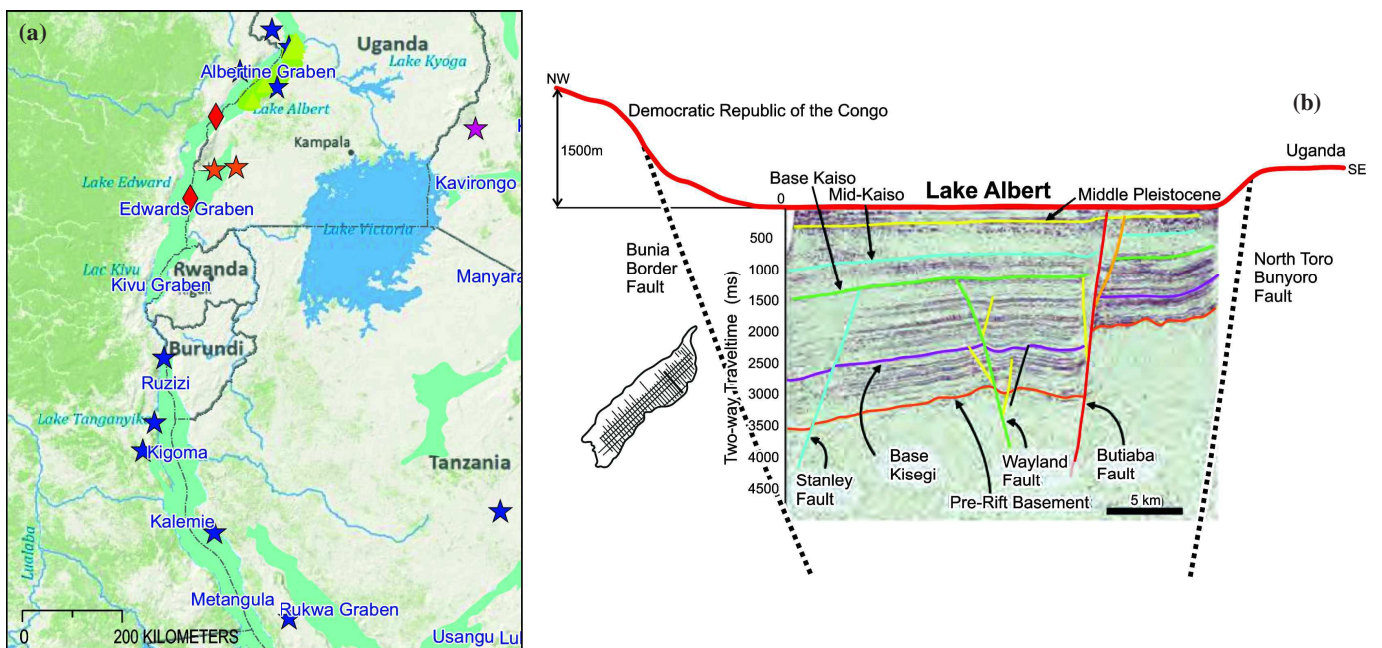 (a)
Uganda
Lake Kyoga
Albertine Graben
Lake Albert
Kampala
Lake Edward
Kavirongo
Edwards Graben
Lake Victoria
Lac Kivu
Rwanda
Manyara
Kivu Graben
Burundi
Ruzizi
Lake Tanganyik
Kigoma
Tanzania
Kalemie
Lualaba
Metangula
Rukwa Graben
0
200 KILOMETERS
Usangu Lul
(b)
NW
Democratic Republic of the Congo
1500m
Uganda
SE
Base Kaiso
Mid-Kaiso
Lake Albert
Middle Pleistocene
0
500
1000
1500
2000
2500
3000
3500
4000
4500
Two-way Traveltime (ms)
Bunia
Border
Fault
North Toro
Bunyoro
Fault
Stanley
Fault
Base
Kisegi
Wayland
Fault
Butiaba
Fault
Pre-Rift Basement
5 km